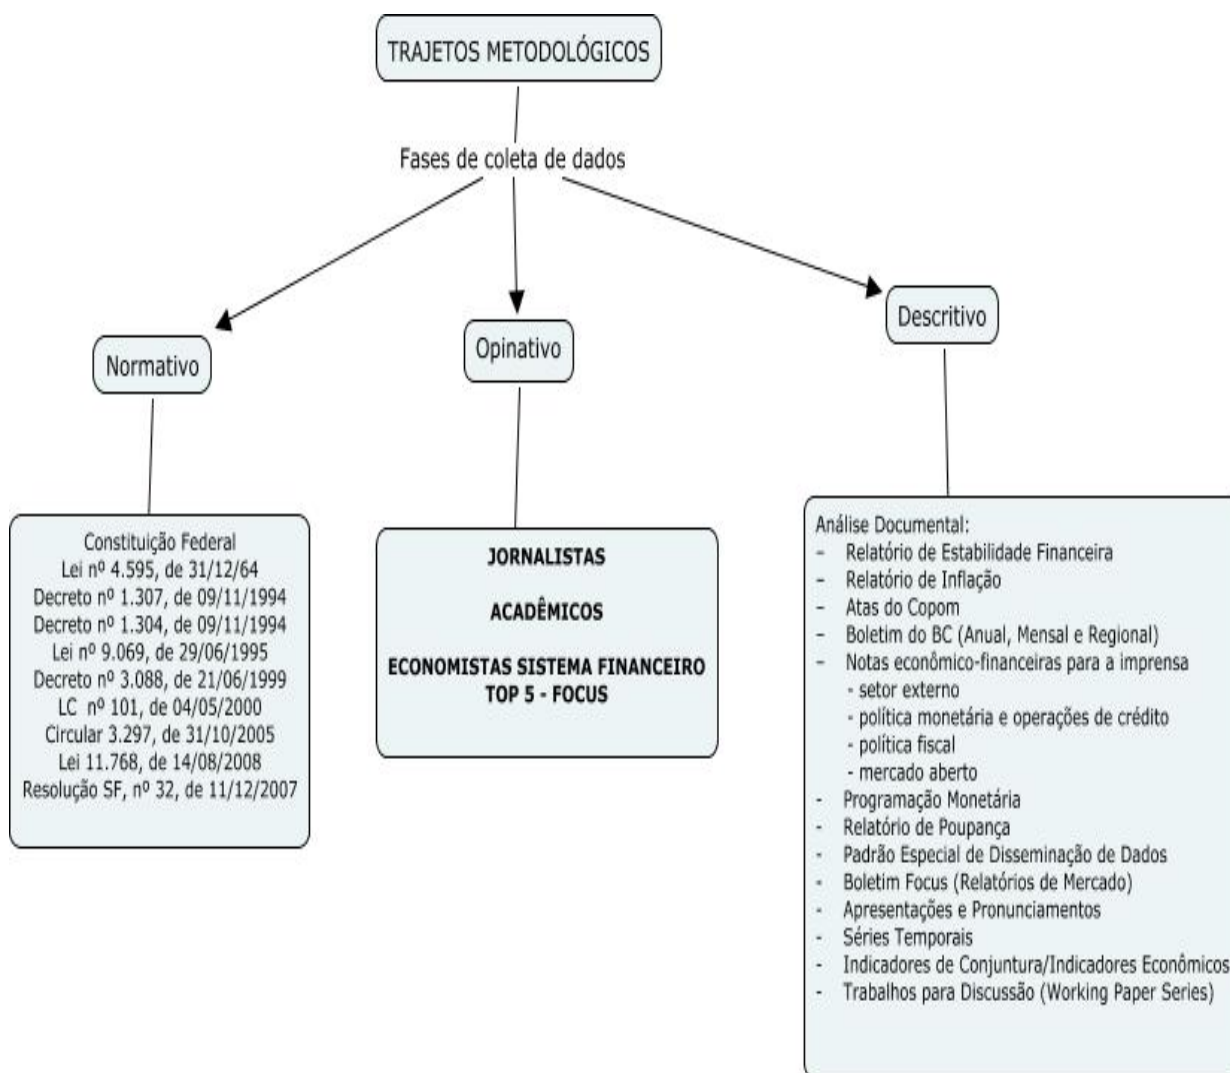 TRAJETOS METODOLÓGICOS
Fases de coleta de dados
Normativo
Opinativo
Descritivo
Constituição Federal
Lei nº 4.595, de 31/12/64
Decreto nº 1.307, de 09/11/1994
Decreto nº 1.304, de 09/11/1994
Lei nº 9.069, de 29/06/1995
Decreto nº 3.088, de 21/06/1999
LC nº 101, de 04/05/2000
Circular 3.297, de 31/10/2005
Lei 11.768, de 14/08/2008
Resolução SF, nº 32, de 11/12/2007
JORNALISTAS
ACADÊMICOS
ECONOMISTAS SISTEMA FINANCEIRO
TOP 5 - FOCUS
Análise Documental:
– Relatório de Estabilidade Financeira
– Relatório de Inflação
– Atas do Copom
– Boletim do BC (Anual, Mensal e Regional)
– Notas econômico-financeiras para a imprensa
- setor externo
- política monetária e operações de crédito
- política fiscal
- mercado aberto
- Programação Monetária
- Relatório de Poupança
- Padrão Especial de Disseminação de Dados
- Boletim Focus (Relatórios de Mercado)
- Apresentações e Pronunciamentos
- Séries Temporais
- Indicadores de Conjuntura/Indicadores Econômicos
- Trabalhos para Discussão (Working Paper Series)